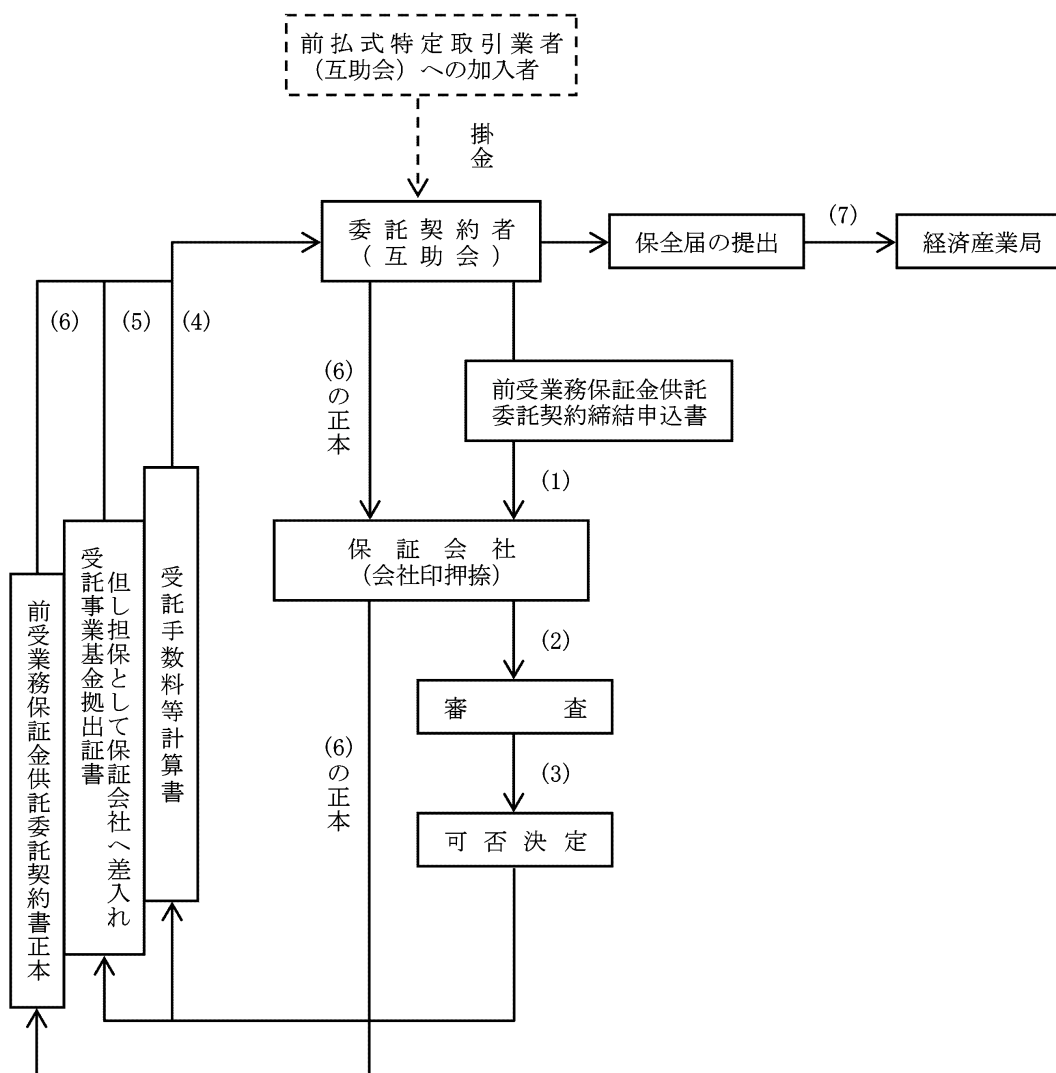 前払式特定取引業者
（互助会）への加入者
掛金
委託契約者
（互助会）
保全届の提出
(7)
経済産業局
(6)
(5)
(4)
(6)の正本
前受業務保証金供託
委託契約締結申込書
(1)
保証会社
(会社印押捺)
(2)
審査
(3)
可否決定
(6)の正本
受託手数料等計算書
受託事業基金拠出証書
但し担保として保証会社へ差入れ
前受業務保証金供託委託契約書正本